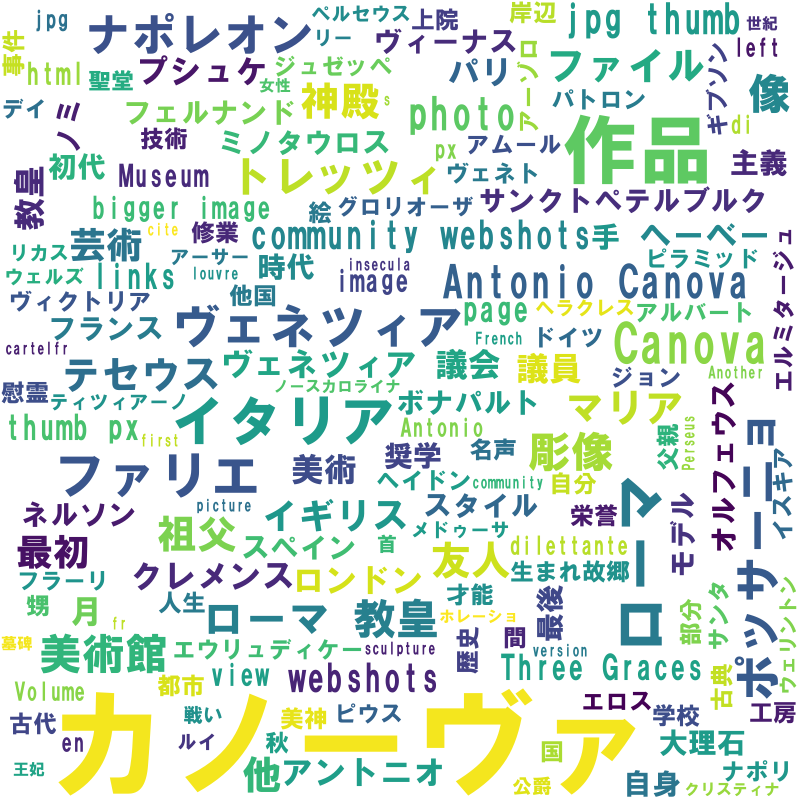 jpg
ナポレオン
ペルセウス
上院
リー
ヴィーナス
岸辺
jpg thumb
世紀
left
事件
html
聖堂
プシュケ
ジュゼッペ
女性
パリ
ファイル
像
デイ
ノミ
フェルナンド
神殿
s
photo
アーゾロ
パトロン
ギブソン
di
技術
ミノタウロス
px
アムール
作品
主義
教皇
初代
Museum
トレッツィ
ヴェネト
サンクトペテルブルク
bigger image
絵
グロリオーザ
cite
修業
community webshots
手
ヘーベー
芸術
リカス
アーサー
時代
insecula
image
Antonio Canova
ピラミッド
エルミタージュ
ウェルズ
links
louvre
他国
ヴィクトリア
page
ヘラクレス
アルバート
フランス
ヴェネツィア
French
ドイツ
Canova
cartelfr
テセウス
ヴェネツィア
議会
議員
ジョン
Another
慰霊
ティツィアーノ
ノースカロライナ
イタリア
ボナパルト
マリア
オルフェウス
thumb px
first
Antonio
父親
Perseus
ファリエ
美術
奨学
名声
彫像
ヘイドン
community
自分
ローマ
ポッサーニョ
イスキア
picture
ネルソン
祖父
イギリス
スタイル
栄誉
モデル
メドゥーサ
最初
スペイン
首
友人
dilettante
フラーリ
クレメンス
ロンドン
生まれ故郷
甥
月
fr
人生
ローマ
教皇
才能
ホレーショ
最後
部分
サンタ
ウェリントン
墓碑
美術館
エウリュディケー
sculpture
歴史
間
version
古典
Volume
都市
view
webshots
Three Graces
エロス
古代
en
戦い
美神
ピウス
学校
工房
カノーヴァ
ルイ
秋
国
大理石
王妃
他
アントニオ
公爵
自身
ナポリ
クリスティナ